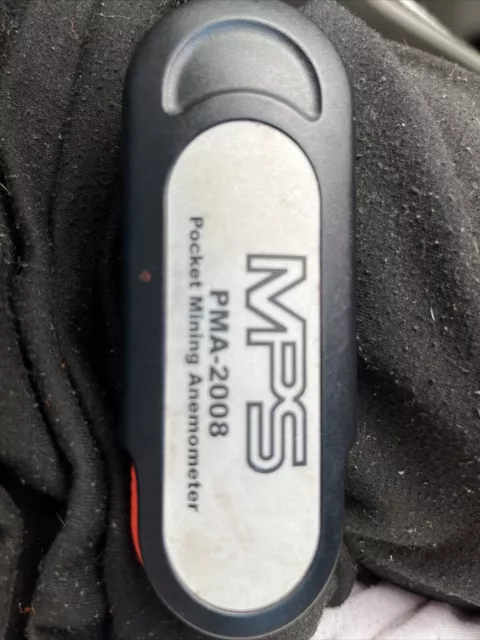 MPS
PMA-2008
Pocket Mining Anemometer